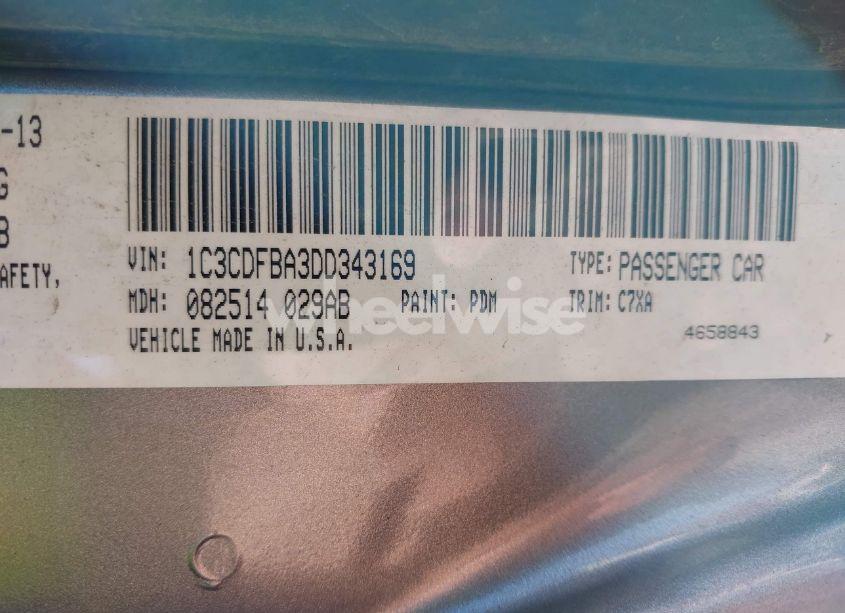 -13
G
B
AFETY,
VIN: 1C3CDFBA3DD343169 TYPE: PASSENGER CAR
MDH: 082514 029AB PAINT: PDM TRIM: C7XA
VEHICLE MADE IN U.S.A. 4658843
wheelwise